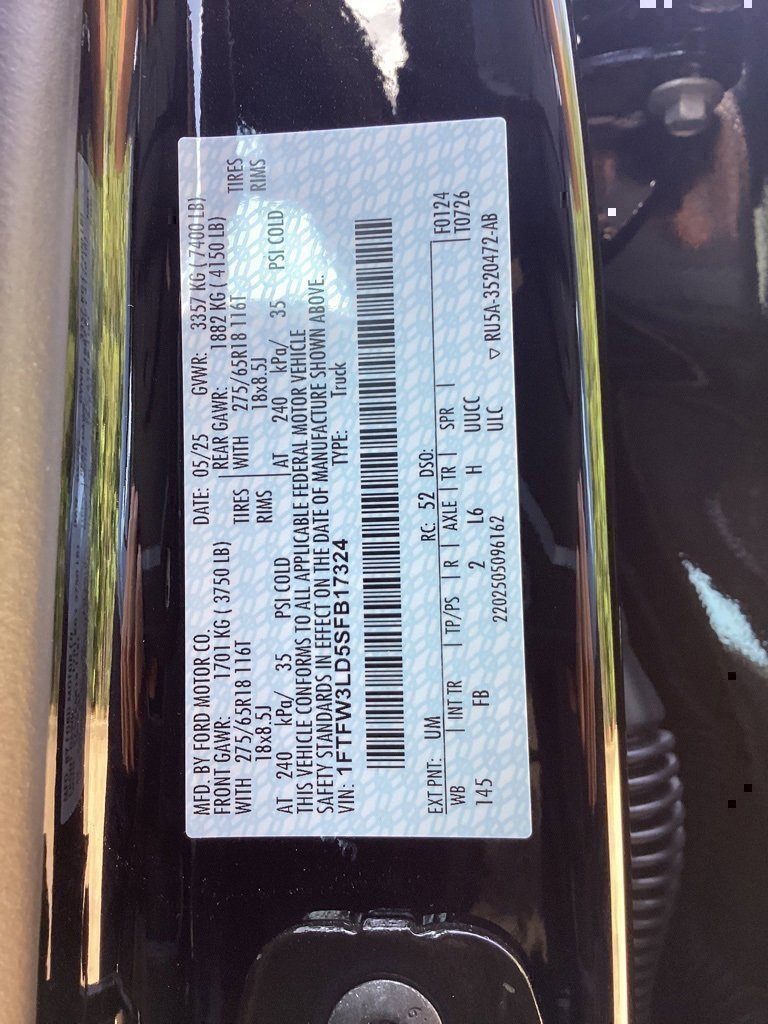 MFD. BY FORD MOTOR CO. DATE: 05/25 GVWR: 3357 KG ( 7400 LB)
FRONT GAWR: 1701 KG ( 3750 LB) REAR GAWR: 1882 KG ( 4150 LB)
WITH 275/65R18 116T TIRES WITH 275/65R18 116T TIRES
18x8.5J RIMS 18x8.5J RIMS
AT 240 kPa/ 35 PSI COLD AT 240 kPa/ 35 PSI COLD
THIS VEHICLE CONFORMS TO ALL APPLICABLE FEDERAL MOTOR VEHICLE
SAFETY STANDARDS IN EFFECT ON THE DATE OF MANUFACTURE SHOWN ABOVE.
VIN: 1FTFW3LD5SFB17324 TYPE: Truck
EXT PNT: UM RC: 52 DSO: F0124
WB INT TR TP/PS R AXLE TR SPR T0726
145 FB 2 L6 H UUCC
2202505096162 ULC ▽ RU5A-3520472-AB